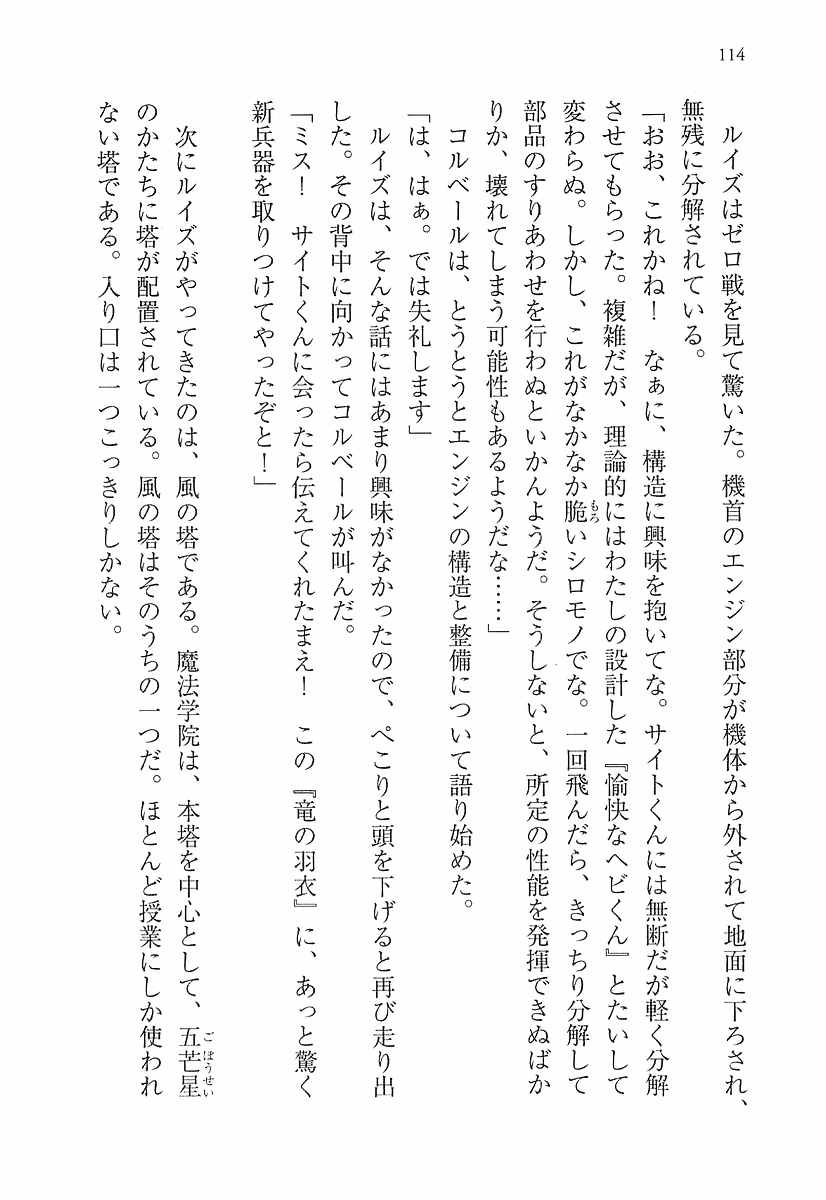 114
　ルイズはゼロ戦を見て驚いた。機首のエンジン部分が機体から外されて地面に下ろされ、
無残に分解されている。
「おお、これかね！　なぁに、構造に興味を抱いてな。サイトくんには無断だが軽く分解
させてもらった。複雑だが、理論的にはわたしの設計した『愉快なヘビくん』とたいして
変わらぬ。しかし、これがなかなか脆いシロモノでな。一回飛んだら、きっちり分解して
部品のすりあわせを行わぬといかんようだ。そうしないと、所定の性能を発揮できぬばか
りか、壊れてしまう可能性もあるようだな……」
　コルベールは、とうとうとエンジンの構造と整備について語り始めた。
「は、はぁ。では失礼します」
　ルイズは、そんな話にはあまり興味がなかったので、ぺこりと頭を下げると再び走り出
した。その背中に向かってコルベールが叫んだ。
「ミス！　サイトくんに会ったら伝えてくれたまえ！　この『竜の羽衣』に、あっと驚く
新兵器を取りつけてやったぞと！」
　次にルイズがやってきたのは、風の塔である。魔法学院は、本塔を中心として、五芒星
のかたちに塔が配置されている。風の塔はそのうちの一つだ。ほとんど授業にしか使われ
ない塔である。入り口は一つこっきりしかない。
もろ
ごぼうせい